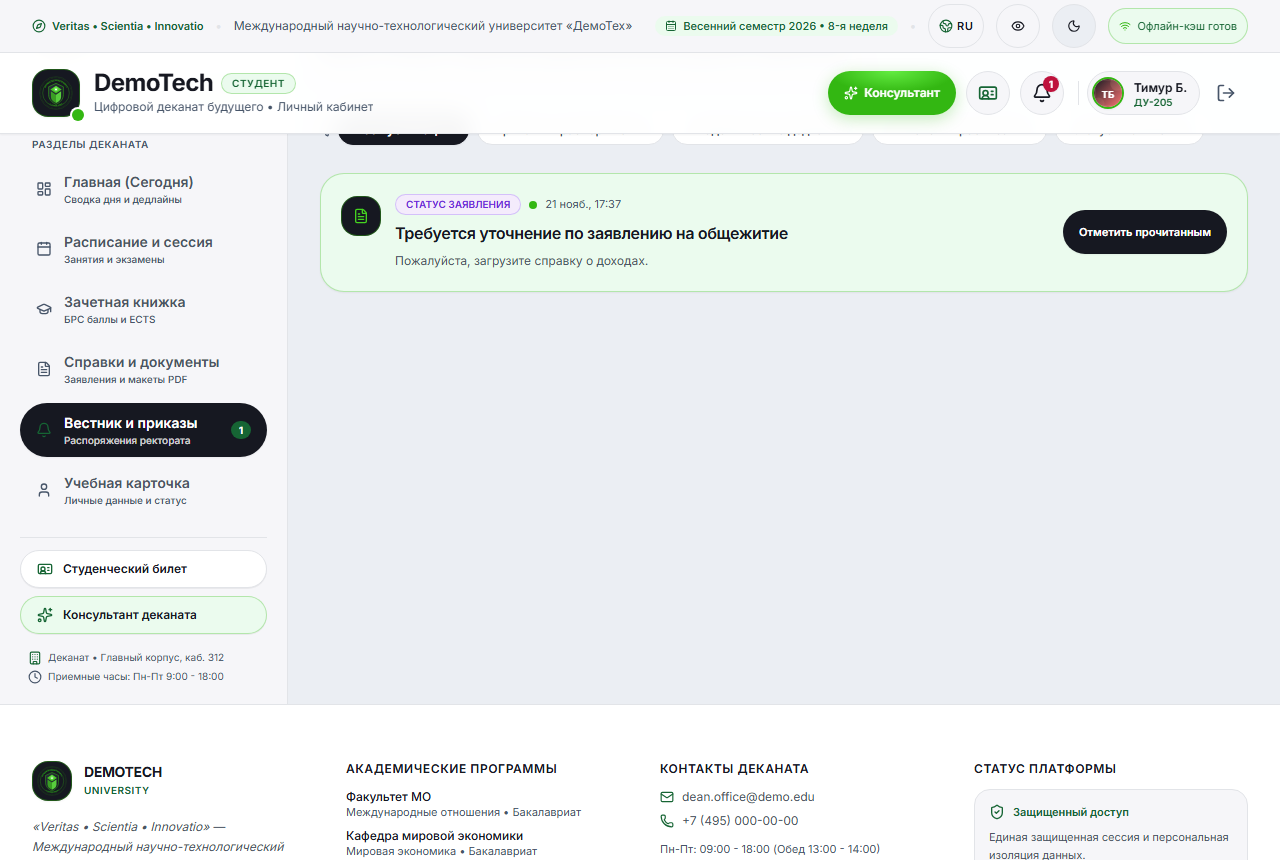 Veritas • Scientia • Innovatio
Международный научно-технологический университет «ДемоТех»
Весенний семестр 2026 • 8-я неделя
RU
Офлайн-кэш готов
DemoTech
СТУДЕНТ
Цифровой деканат будущего • Личный кабинет
Консультант
1
ТБ
Тимур Б.
ДУ-205
РАЗДЕЛЫ ДЕКАНАТА
Главная (Сегодня)
Сводка дня и дедлайны
Расписание и сессия
Занятия и экзамены
Зачетная книжка
БРС баллы и ECTS
Справки и документы
Заявления и макеты PDF
Вестник и приказы
Распоряжения ректората
1
Учебная карточка
Личные данные и статус
Студенческий билет
Консультант деканата
Деканат • Главный корпус, каб. 312
Приемные часы: Пн-Пт 9:00 - 18:00
СТАТУС ЗАЯВЛЕНИЯ
21 нояб., 17:37
Требуется уточнение по заявлению на общежитие
Пожалуйста, загрузите справку о доходах.
Отметить прочитанным
DEMOTECH
UNIVERSITY
«Veritas • Scientia • Innovatio» —
Международный научно-технологический
АКАДЕМИЧЕСКИЕ ПРОГРАММЫ
Факультет МО
Международные отношения • Бакалавриат
Кафедра мировой экономики
Мировая экономика • Бакалавриат
КОНТАКТЫ ДЕКАНАТА
dean.office@demo.edu
+7 (495) 000-00-00
Пн-Пт: 09:00 - 18:00 (Обед 13:00 - 14:00)
СТАТУС ПЛАТФОРМЫ
Защищенный доступ
Единая защищенная сессия и персональная
изоляция данных.